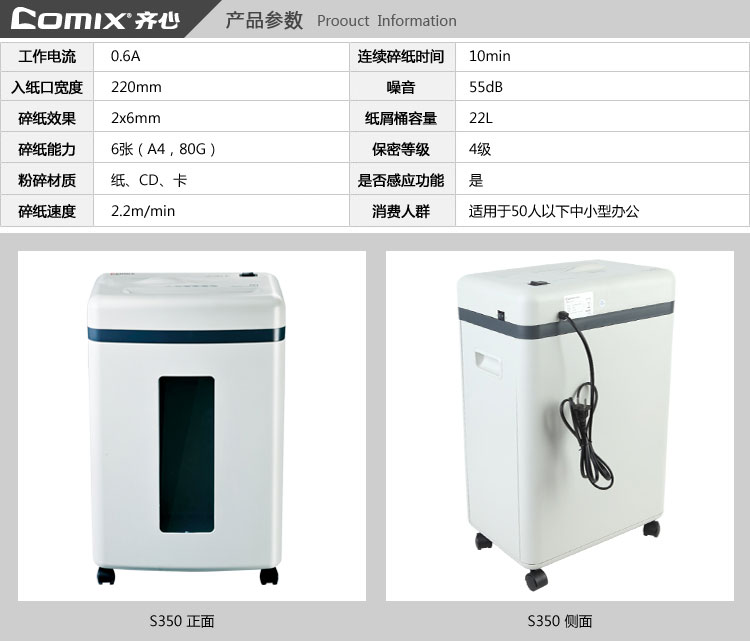 COMIX® 齐心 产品参数 Proouct Information
工作电流 0.6A 连续碎纸时间 10min
入纸口宽度 220mm 噪音 55dB
碎纸效果 2x6mm 纸屑桶容量 22L
碎纸能力 6张（A4，80G） 保密等级 4级
粉碎材质 纸、CD、卡 是否感应功能 是
碎纸速度 2.2m/min 消费人群 适用于50人以下中小型办公
S350 正面 S350 侧面